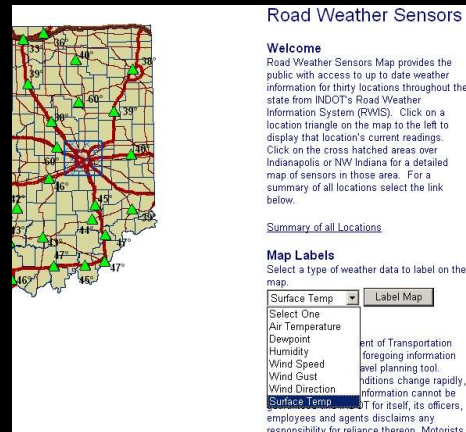 Road Weather Sensors
Welcome
Road Weather Sensors Map provides the
public with access to up to date weather
information for thirty locations throughout the
state from INDOT's Road Weather
Information System (RWIS). Click on a
location triangle on the map to the left to
display that location's current readings.
Click on the cross hatched areas over
Indianapolis or NW Indiana for a detailed
map of sensors in those area. For a
summary of all locations select the link
below.
Summary of all Locations
Map Labels
Select a type of weather data to label on the
map.
Surface Temp Label Map
Select One
Air Temperature
Dewpoint
Humidity
Wind Speed
Wind Gust
Wind Direction
Surface Temp
ent of Transportation
foregoing information
avel planning tool.
nditions change rapidly,
nformation cannot be
OT for itself, its officers,
employees and agents disclaims any
responsibility for reliance thereon. Motorists
33°
36°
40°
38°
39°
60°
39°
60°
46°
46°
45°
44°
39°
47°
47°
45°
47°
46°